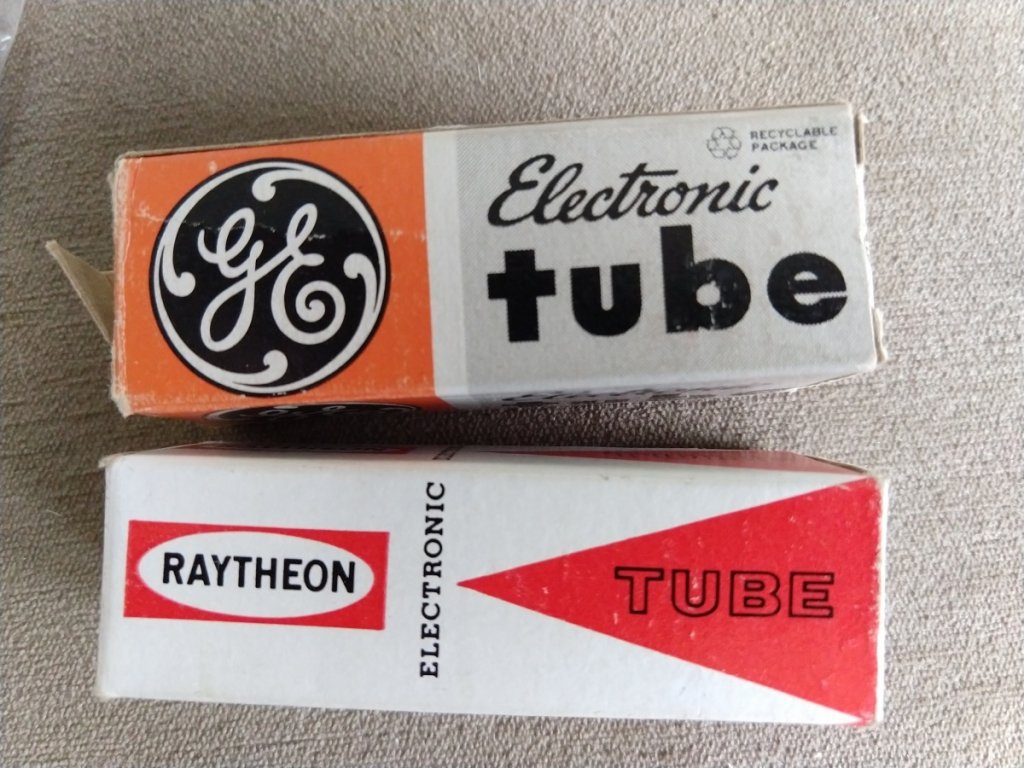 GE
Electronic
tube
RECYCLABLE
PACKAGE
RAYTHEON
ELECTRONIC
TUBE